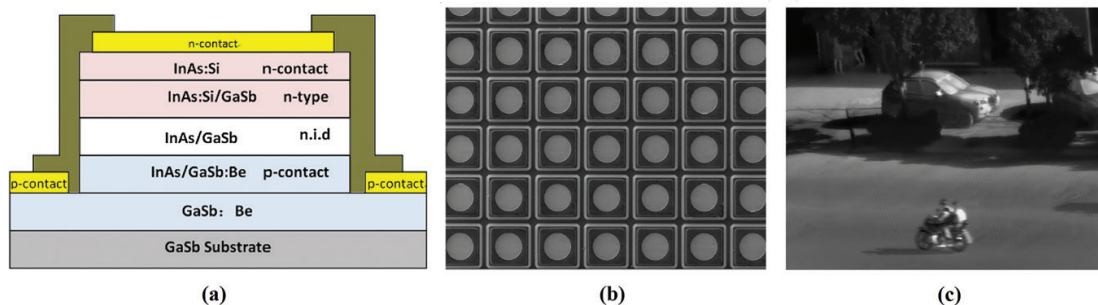 n-contact
InAs:Si n-contact
InAs:Si/GaSb n-type
InAs/GaSb n.i.d
InAs/GaSb:Be p-contact
p-contact p-contact
GaSb: Be
GaSb Substrate
(a) (b) (c)